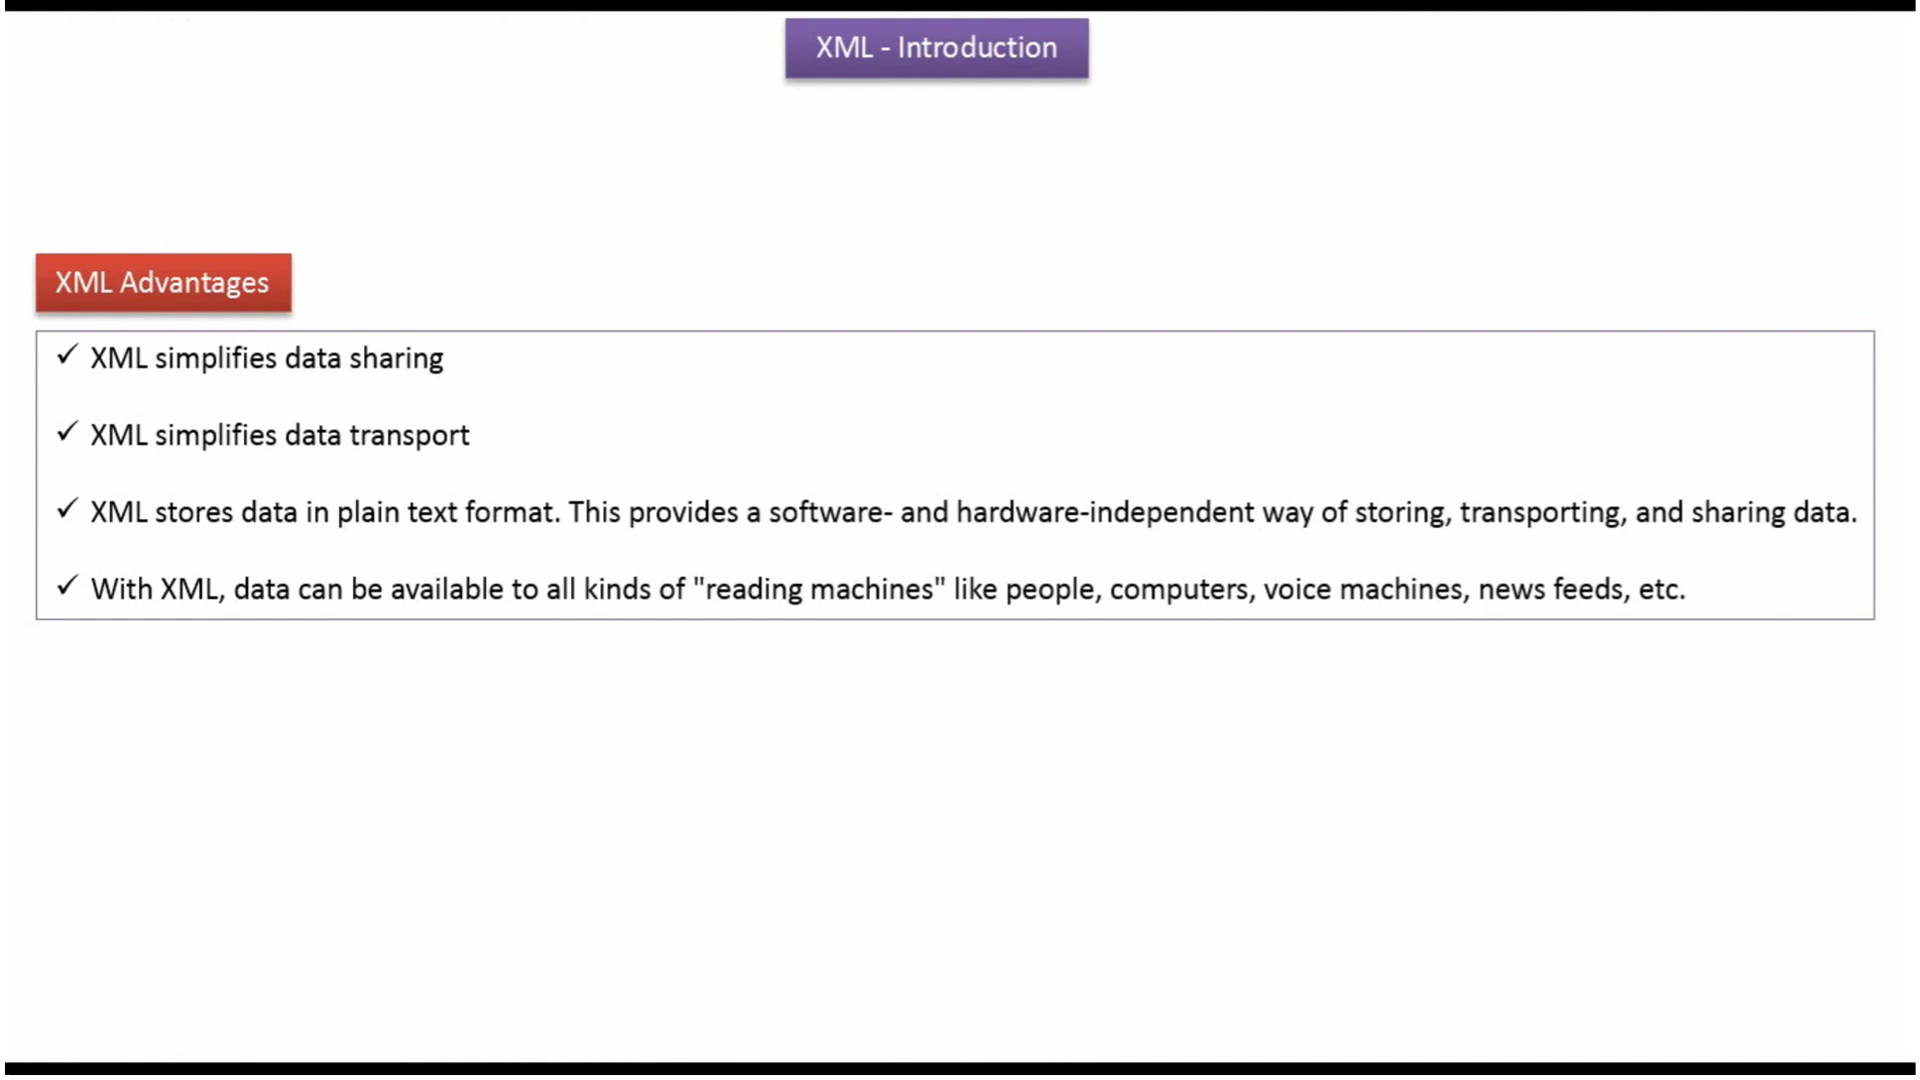 XML - Introduction
XML Advantages
✓ XML simplifies data sharing
✓ XML simplifies data transport
✓ XML stores data in plain text format. This provides a software- and hardware-independent way of storing, transporting, and sharing data.
✓ With XML, data can be available to all kinds of "reading machines" like people, computers, voice machines, news feeds, etc.